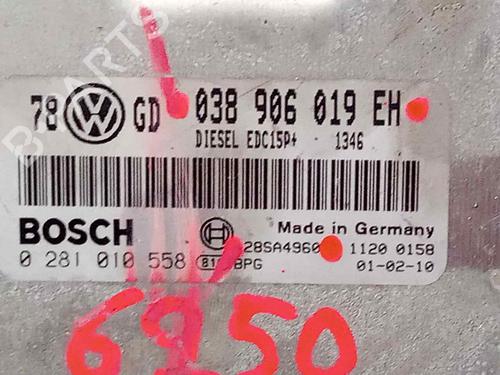 78 GD 038 906 019 EH
DIESEL EDC15P+ 1346
BOSCH
Made in Germany
28SA4960 1120 0158
0 281 010 558
01-02-10
6250